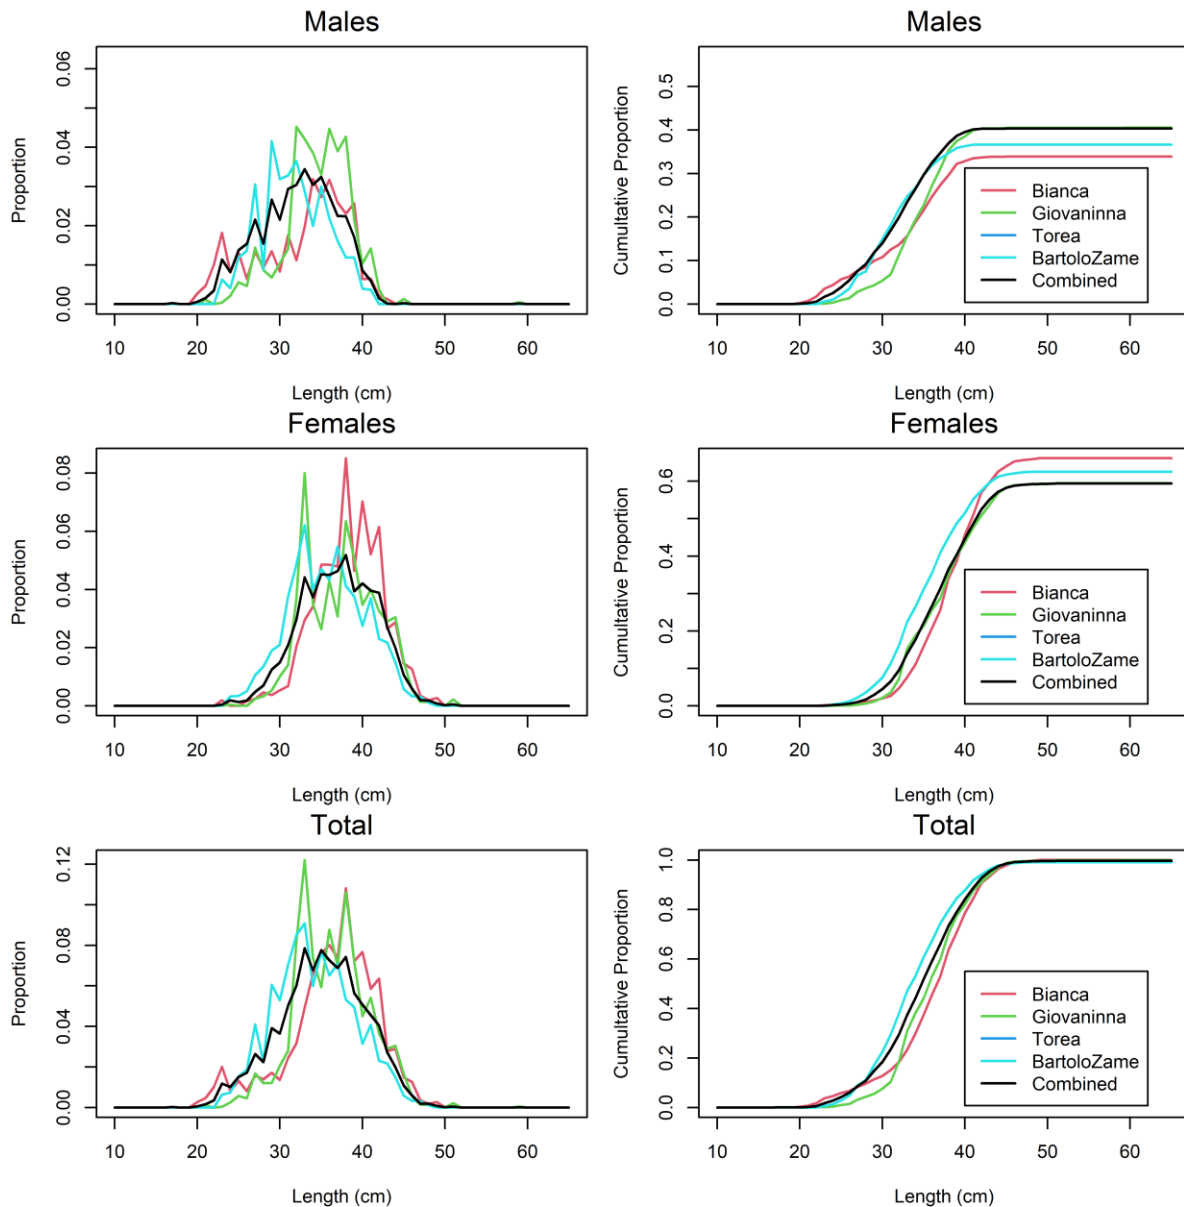 Males
Proportion
0.00
0.02
0.04
0.06
10 20 30 40 50 60
Length (cm)
Males
Cumultative Proportion
0.0
0.1
0.2
0.3
0.4
0.5
10 20 30 40 50 60
Length (cm)
Bianca
Giovaninna
Torea
BartoloZame
Combined
Females
Proportion
0.00
0.02
0.04
0.06
0.08
10 20 30 40 50 60
Length (cm)
Females
Cumultative Proportion
0.0
0.2
0.4
0.6
10 20 30 40 50 60
Length (cm)
Bianca
Giovaninna
Torea
BartoloZame
Combined
Total
Proportion
0.00
0.04
0.08
0.12
10 20 30 40 50 60
Length (cm)
Total
Cumultative Proportion
0.0
0.2
0.4
0.6
0.8
1.0
10 20 30 40 50 60
Length (cm)
Bianca
Giovaninna
Torea
BartoloZame
Combined